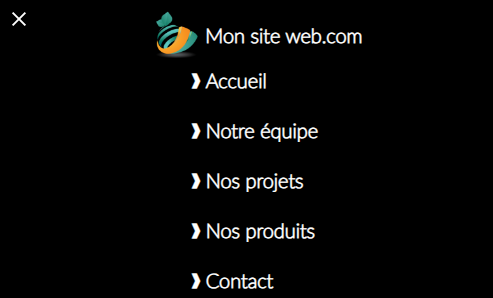 Mon site web.com
❱ Accueil
❱ Notre équipe
❱ Nos projets
❱ Nos produits
❱ Contact